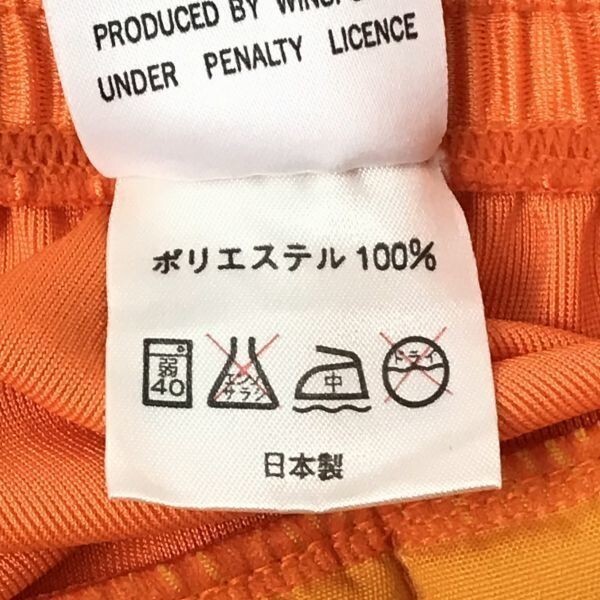 PRODUCED BY
UNDER PENALTY LICENCE
ポリエステル 100%
弱
40
エンソ
サラシ
中
ドライ
日本製